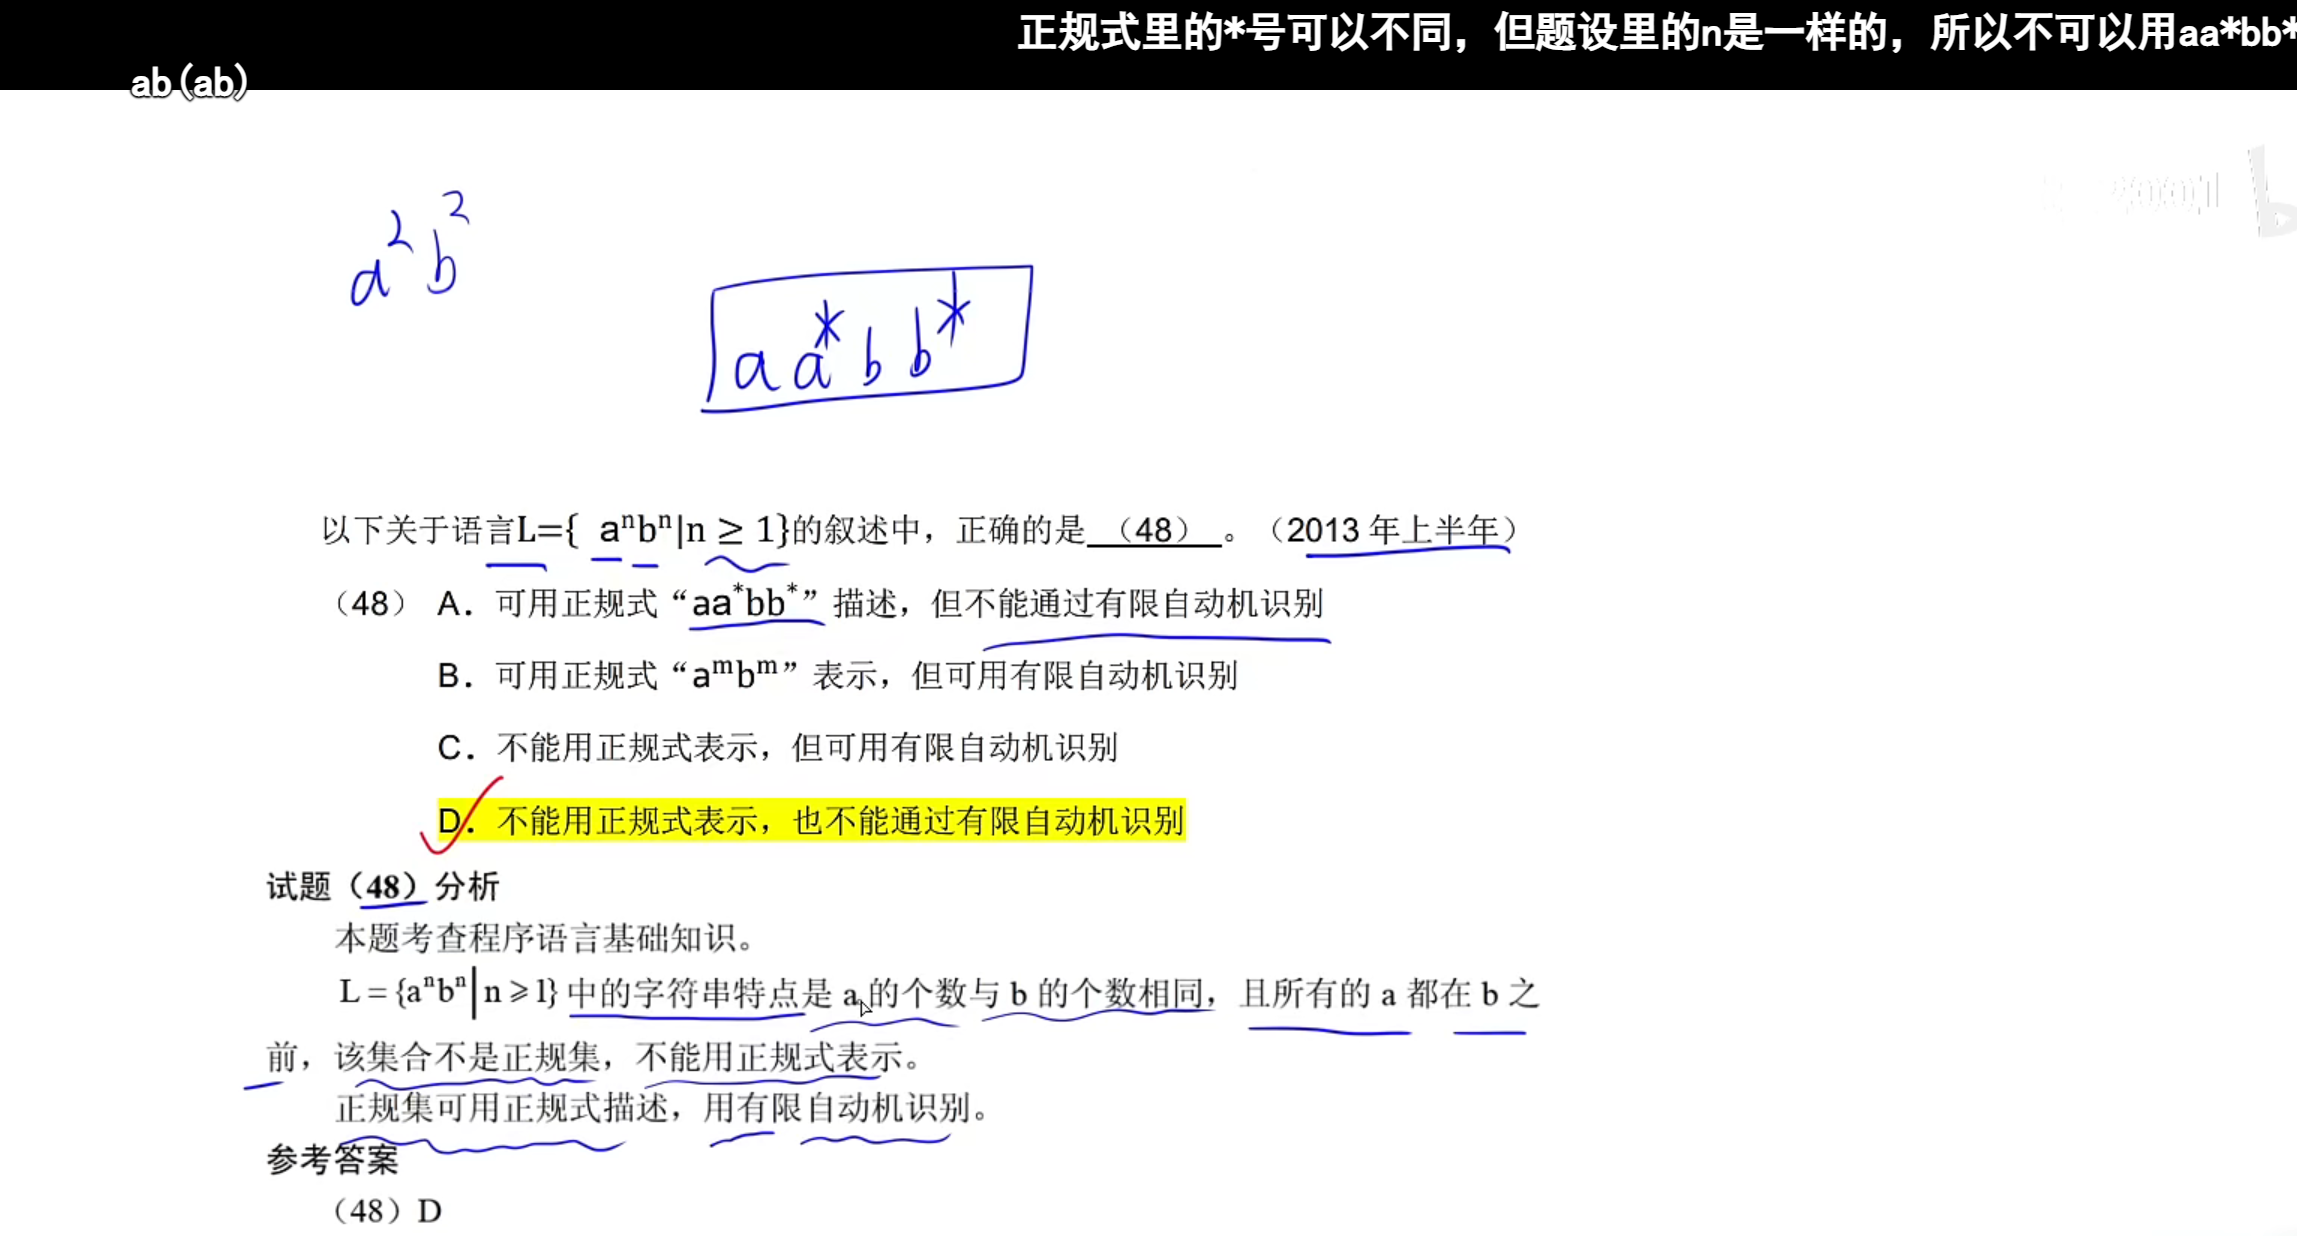 正规式里的*号可以不同，但题设里的n是一样的，所以不可以用aa*bb*
ab(ab)
a²b²
aa*bb*
以下关于语言L={ aⁿbⁿ|n ≥ 1}的叙述中，正确的是 （48） 。（2013 年上半年）
（48） A. 可用正规式“aa*bb*”描述，但不能通过有限自动机识别
B. 可用正规式“aᵐbᵐ”表示，但可用有限自动机识别
C. 不能用正规式表示，但可用有限自动机识别
D. 不能用正规式表示，也不能通过有限自动机识别
试题（48）分析
本题考查程序语言基础知识。
L = {aⁿbⁿ|n ⩾ 1} 中的字符串特点是 a 的个数与 b 的个数相同，且所有的 a 都在 b 之
前，该集合不是正规集，不能用正规式表示。
正规集可用正规式描述，用有限自动机识别。
参考答案
（48）D